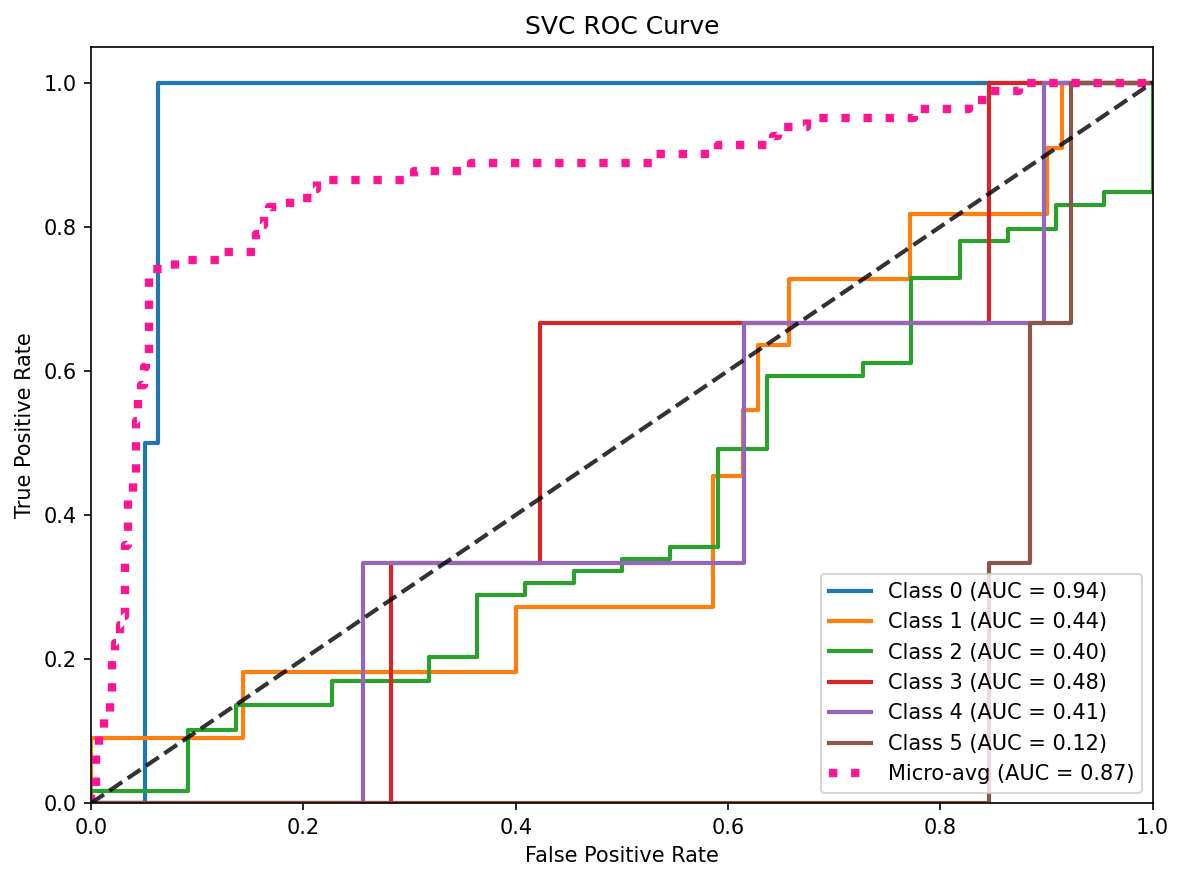 SVC ROC Curve
True Positive Rate
1.0
0.8
0.6
0.4
0.2
0.0
0.0 0.2 0.4 0.6 0.8 1.0
False Positive Rate
Class 0 (AUC = 0.94)
Class 1 (AUC = 0.44)
Class 2 (AUC = 0.40)
Class 3 (AUC = 0.48)
Class 4 (AUC = 0.41)
Class 5 (AUC = 0.12)
Micro-avg (AUC = 0.87)